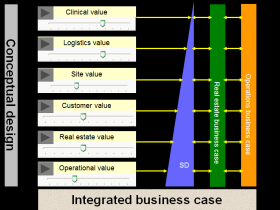 Conceptual design
Clinical value
Logistics value
Site value
Customer value
Real estate value
Operational value
SD
Real estate business
case
Operations business
case
Integrated business case